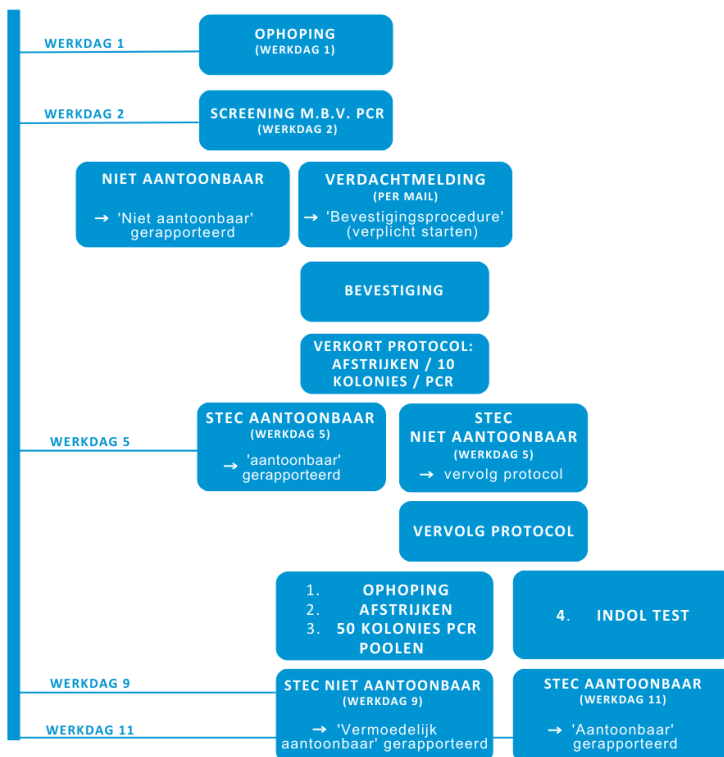 WERKDAG 1
OPHOPING
(WERKDAG 1)
WERKDAG 2
SCREENING M.B.V. PCR
(WERKDAG 2)
NIET AANTOONBAAR
→ 'Niet aantoonbaar'
gerapporteerd
VERDACHTMELDING
(PER MAIL)
→ 'Bevestigingsprocedure'
(verplicht starten)
BEVESTIGING
VERKORT PROTOCOL:
AFSTRIJKEN / 10
KOLONIES / PCR
WERKDAG 5
STEC AANTOONBAAR
(WERKDAG 5)
→ 'aantoonbaar'
gerapporteerd
STEC
NIET AANTOONBAAR
(WERKDAG 5)
→ vervolg protocol
VERVOLG PROTOCOL
1. OPHOPING
2. AFSTRIJKEN
3. 50 KOLONIES PCR
POOLEN
4. INDOL TEST
WERKDAG 9
STEC NIET AANTOONBAAR
(WERKDAG 9)
→ 'Vermoedelijk
aantoonbaar' gerapporteerd
WERKDAG 11
STEC AANTOONBAAR
(WERKDAG 11)
→ 'Aantoonbaar'
gerapporteerd